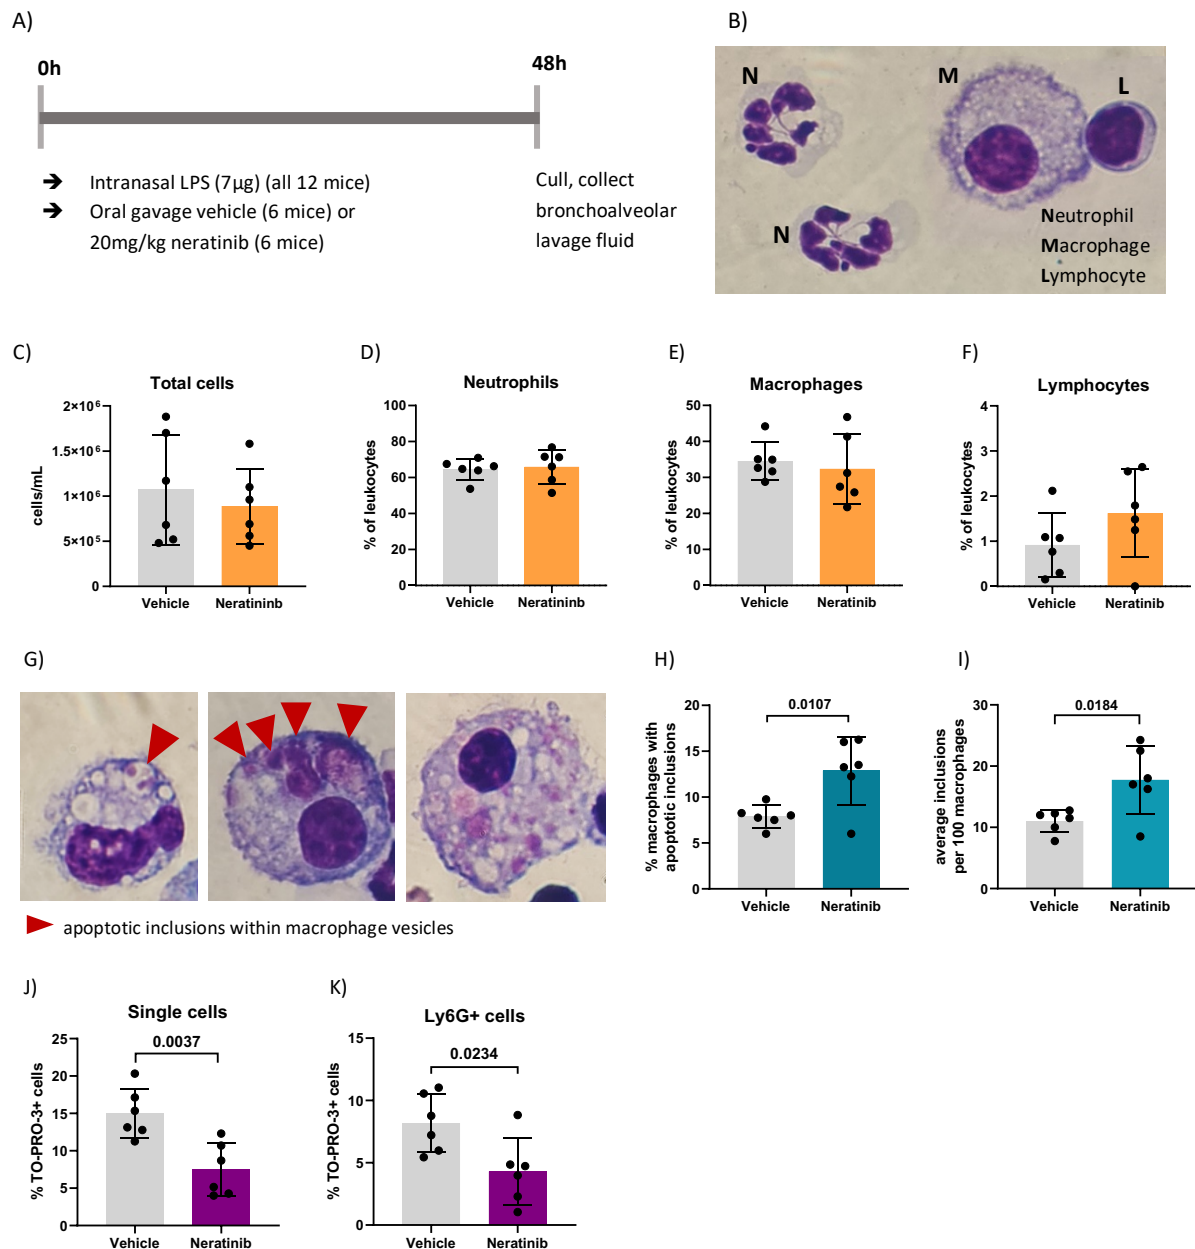 A)
0h
48h
➔ Intranasal LPS (7µg) (all 12 mice)
➔ Oral gavage vehicle (6 mice) or
20mg/kg neratinib (6 mice)
Cull, collect
bronchoalveolar
lavage fluid
B)
N
M
L
N
Neutrophil
Macrophage
Lymphocyte
C)
Total cells
cells/mL
2×10⁶
1.5×10⁶
1×10⁶
5×10⁵
0
Vehicle
Neratininb
D)
Neutrophils
% of leukocytes
100
80
60
40
20
0
Vehicle
Neratininb
E)
Macrophages
% of leukocytes
50
40
30
20
10
0
Vehicle
Neratinib
F)
Lymphocytes
% of leukocytes
4
3
2
1
0
Vehicle
Neratinib
G)
apoptotic inclusions within macrophage vesicles
H)
% macrophages with
apoptotic inclusions
20
15
10
5
0
0.0107
Vehicle
Neratinib
I)
average inclusions
per 100 macrophages
30
20
10
0
0.0184
Vehicle
Neratinib
J)
Single cells
% TO-PRO-3+ cells
25
20
15
10
5
0
0.0037
Vehicle
Neratinib
K)
Ly6G+ cells
% TO-PRO-3+ cells
15
10
5
0
0.0234
Vehicle
Neratinib